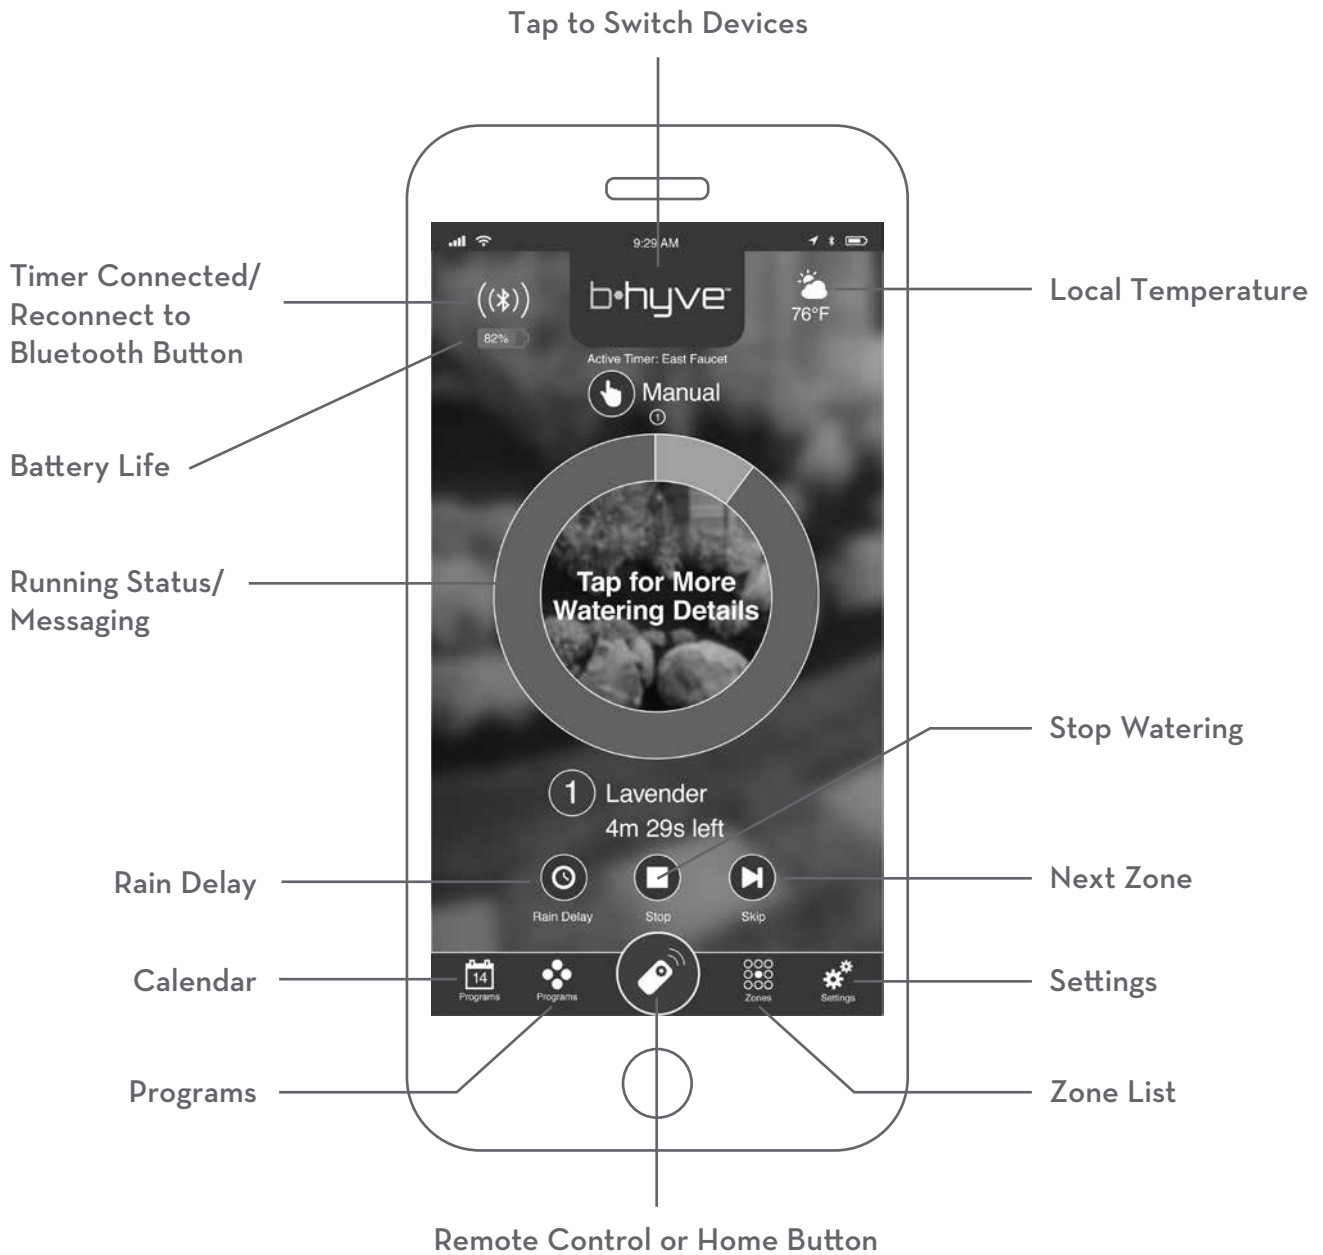 Tap to Switch Devices
9:29 AM
b•hyve™
76°F
82%
Timer Connected/
Reconnect to
Bluetooth Button
Local Temperature
Active Timer: East Faucet
Manual
1
Battery Life
Running Status/
Messaging
Tap for More
Watering Details
Stop Watering
1 Lavender
4m 29s left
Rain Delay
Next Zone
Rain Delay Stop Skip
Calendar
14
Programs Programs Zones Settings
Settings
Programs
Zone List
Remote Control or Home Button